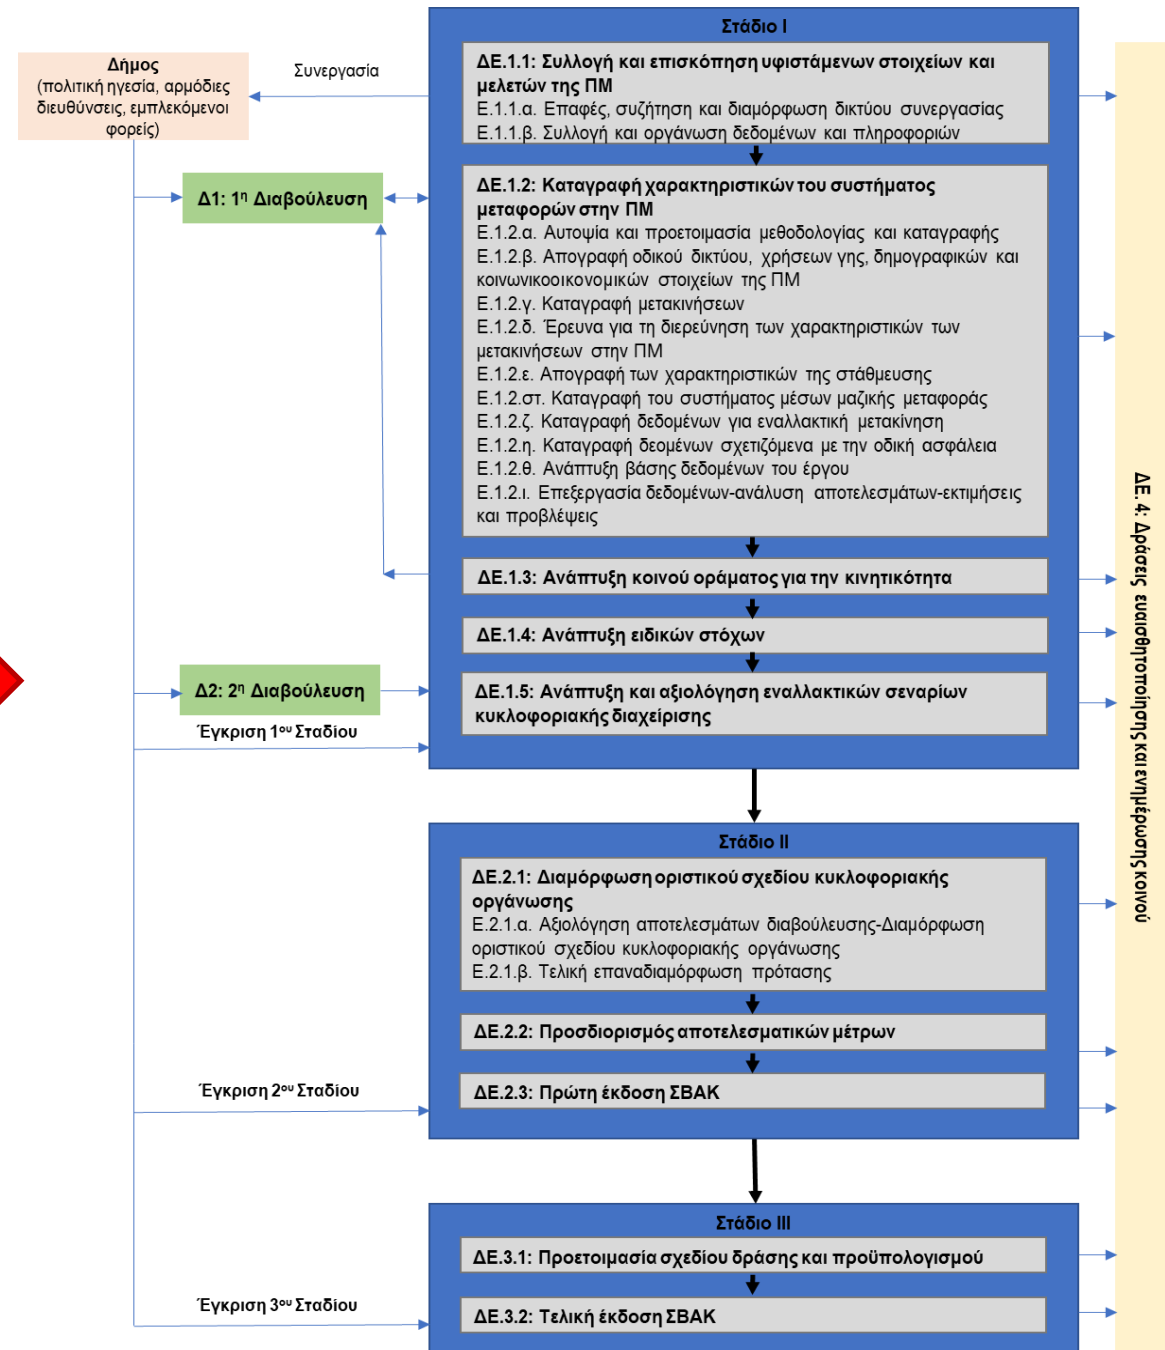 Στάδιο Ι
ΔΕ.1.1: Συλλογή και επισκόπηση υφιστάμενων στοιχείων και
μελετών της ΠΜ
Ε.1.1.α. Επαφές, συζήτηση και διαμόρφωση δικτύου συνεργασίας
Ε.1.1.β. Συλλογή και οργάνωση δεδομένων και πληροφοριών
Δήμος
(πολιτική ηγεσία, αρμόδιες
διευθύνσεις, εμπλεκόμενοι
φορείς)
Συνεργασία
Δ1: 1η Διαβούλευση
ΔΕ.1.2: Καταγραφή χαρακτηριστικών του συστήματος
μεταφορών στην ΠΜ
Ε.1.2.α. Αυτοψία και προετοιμασία μεθοδολογίας και καταγραφής
Ε.1.2.β. Απογραφή οδικού δικτύου, χρήσεων γης, δημογραφικών και
κοινωνικοοικονομικών στοιχείων της ΠΜ
Ε.1.2.γ. Καταγραφή μετακινήσεων
Ε.1.2.δ. Έρευνα για τη διερεύνηση των χαρακτηριστικών των
μετακινήσεων στην ΠΜ
Ε.1.2.ε. Απογραφή των χαρακτηριστικών της στάθμευσης
Ε.1.2.στ. Καταγραφή του συστήματος μέσων μαζικής μεταφοράς
Ε.1.2.ζ. Καταγραφή δεδομένων για εναλλακτική μετακίνηση
Ε.1.2.η. Καταγραφή δεομένων σχετιζόμενα με την οδική ασφάλεια
Ε.1.2.θ. Ανάπτυξη βάσης δεδομένων του έργου
Ε.1.2.ι. Επεξεργασία δεδομένων-ανάλυση αποτελεσμάτων-εκτιμήσεις
και προβλέψεις
ΔΕ.1.3: Ανάπτυξη κοινού οράματος για την κινητικότητα
ΔΕ.1.4: Ανάπτυξη ειδικών στόχων
Δ2: 2η Διαβούλευση
ΔΕ.1.5: Ανάπτυξη και αξιολόγηση εναλλακτικών σεναρίων
κυκλοφοριακής διαχείρισης
Έγκριση 1ου Σταδίου
Στάδιο ΙΙ
ΔΕ.2.1: Διαμόρφωση οριστικού σχεδίου κυκλοφοριακής
οργάνωσης
Ε.2.1.α. Αξιολόγηση αποτελεσμάτων διαβούλευσης-Διαμόρφωση
οριστικού σχεδίου κυκλοφοριακής οργάνωσης
Ε.2.1.β. Τελική επαναδιαμόρφωση πρότασης
ΔΕ.2.2: Προσδιορισμός αποτελεσματικών μέτρων
ΔΕ.2.3: Πρώτη έκδοση ΣΒΑΚ
Έγκριση 2ου Σταδίου
Στάδιο ΙΙΙ
ΔΕ.3.1: Προετοιμασία σχεδίου δράσης και προϋπολογισμού
ΔΕ.3.2: Τελική έκδοση ΣΒΑΚ
Έγκριση 3ου Σταδίου
ΔΕ. 4: Δράσεις ευαισθητοποίησης και ενημέρωσης κοινού